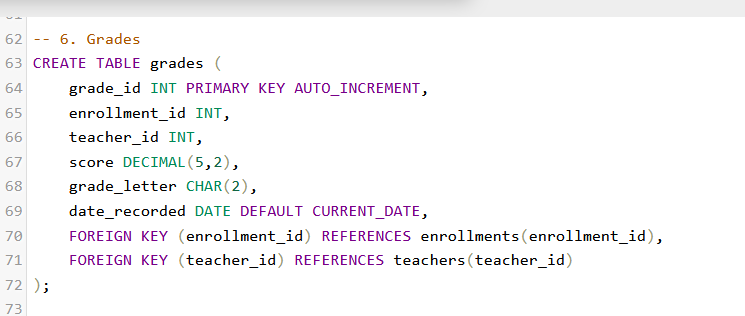 62 -- 6. Grades
63 CREATE TABLE grades (
64     grade_id INT PRIMARY KEY AUTO_INCREMENT,
65     enrollment_id INT,
66     teacher_id INT,
67     score DECIMAL(5,2),
68     grade_letter CHAR(2),
69     date_recorded DATE DEFAULT CURRENT_DATE,
70     FOREIGN KEY (enrollment_id) REFERENCES enrollments(enrollment_id),
71     FOREIGN KEY (teacher_id) REFERENCES teachers(teacher_id)
72 );
73